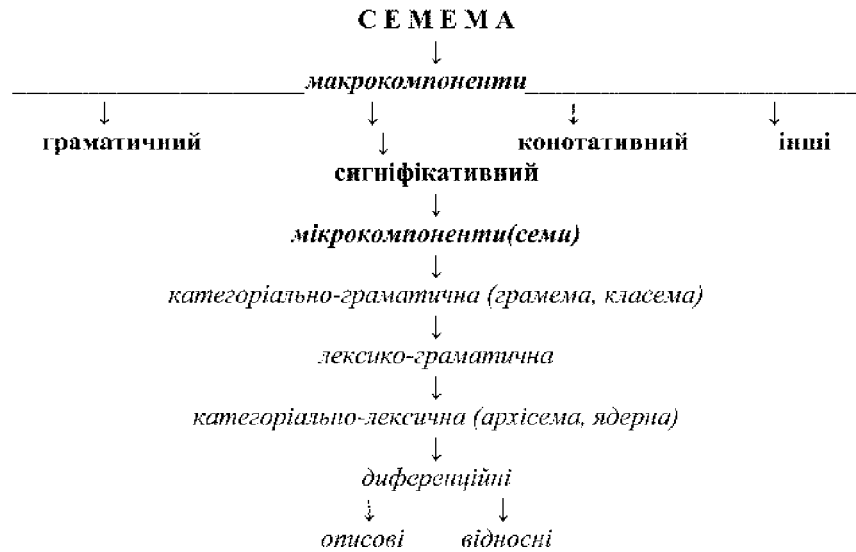 С Е М Е М А
↓
макрокомпоненти
↓ ↓ ↓ ↓
граматичний ↓ конотативний інші
сигніфікативний
↓
мікрокомпоненти(семи)
↓
категоріально-граматична (грамема, класема)
↓
лексико-граматична
↓
категоріально-лексична (архісема, ядерна)
↓
диференційні
↓ ↓
описові відносні